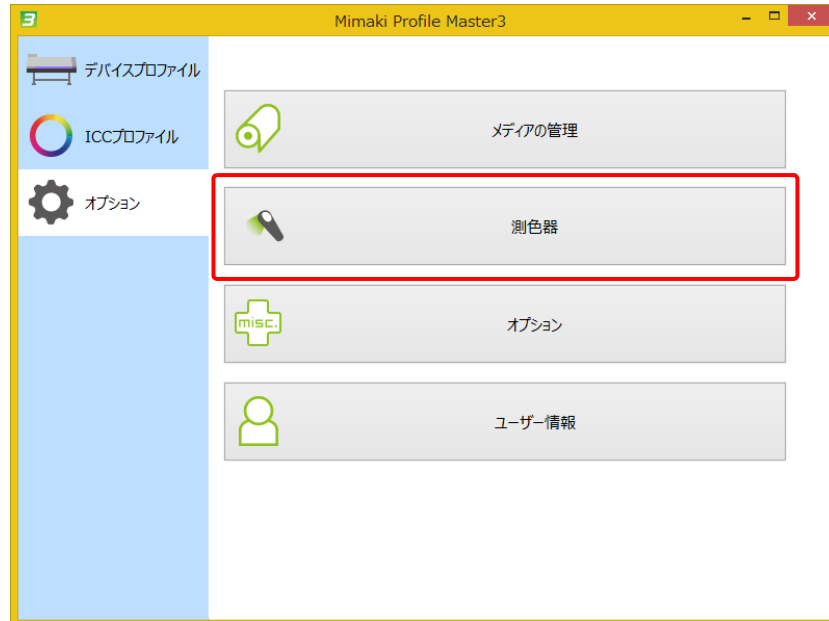 3
Mimaki Profile Master3
デバイスプロファイル
ICCプロファイル
オプション
メディアの管理
測色器
misc.
オプション
ユーザー情報